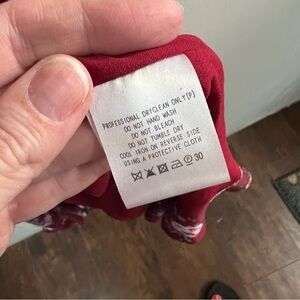 PROFESSIONAL DRYCLEAN ONLY(P)
DO NOT HAND WASH
DO NOT BLEACH
DO NOT TUMBLE DRY
COOL IRON ON REVERSE SIDE
USING A PROTECTIVE CLOTH
P 30